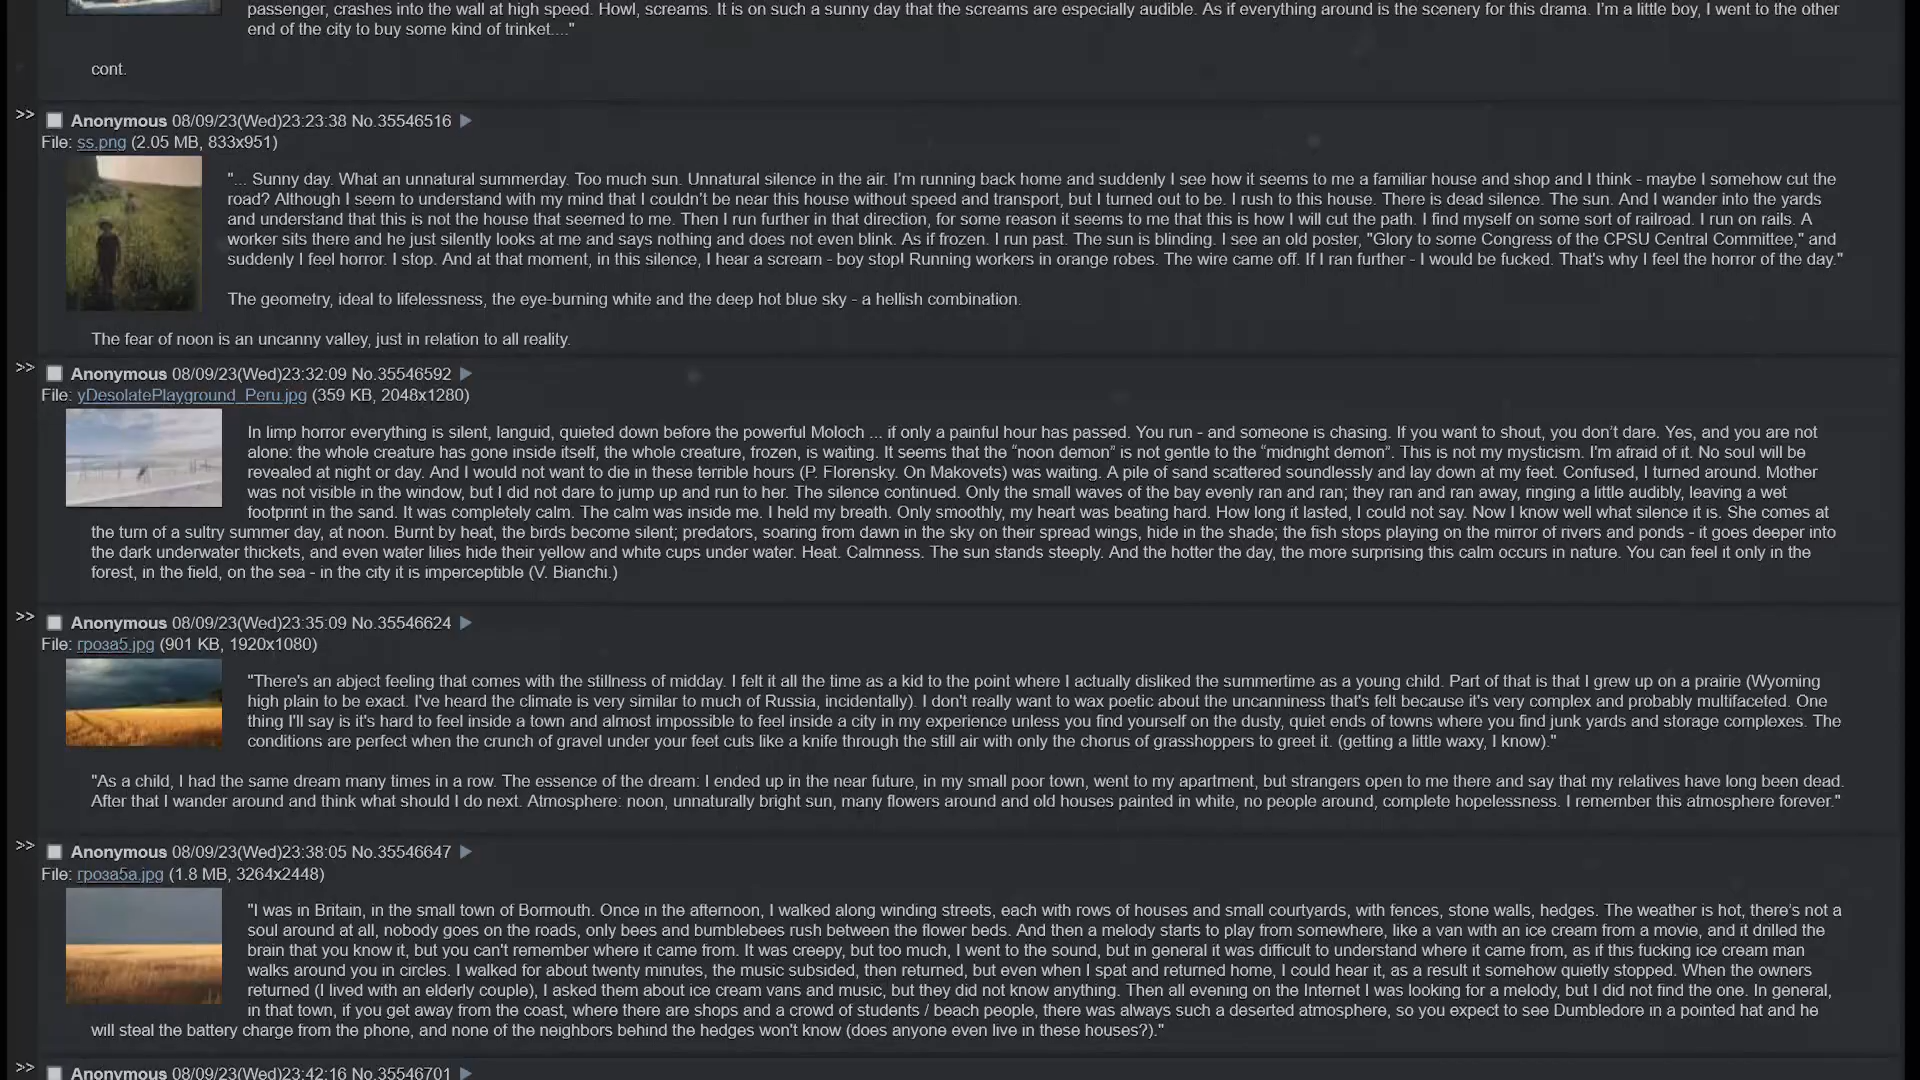 passenger, crashes into the wall at high speed. Howl, screams. It is on such a sunny day that the screams are especially audible. As if everything around is the scenery for this drama. I'm a little boy, I went to the other
end of the city to buy some kind of trinket...."
cont.
>> Anonymous 08/09/23(Wed)23:23:38 No.35546516 ▶
File: ss.png (2.05 MB, 833x951)
"... Sunny day. What an unnatural summerday. Too much sun. Unnatural silence in the air. I'm running back home and suddenly I see how it seems to me a familiar house and shop and I think - maybe I somehow cut the
road? Although I seem to understand with my mind that I couldn't be near this house without speed and transport, but I turned out to be. I rush to this house. There is dead silence. The sun. And I wander into the yards
and understand that this is not the house that seemed to me. Then I run further in that direction, for some reason it seems to me that this is how I will cut the path. I find myself on some sort of railroad. I run on rails. A
worker sits there and he just silently looks at me and says nothing and does not even blink. As if frozen. I run past. The sun is blinding. I see an old poster, "Glory to some Congress of the CPSU Central Committee," and
suddenly I feel horror. I stop. And at that moment, in this silence, I hear a scream - boy stop! Running workers in orange robes. The wire came off. If I ran further - I would be fucked. That's why I feel the horror of the day."
The geometry, ideal to lifelessness, the eye-burning white and the deep hot blue sky - a hellish combination.
The fear of noon is an uncanny valley, just in relation to all reality.
>> Anonymous 08/09/23(Wed)23:32:09 No.35546592 ▶
File: yDesolatePlayground_Peru.jpg (359 KB, 2048x1280)
In limp horror everything is silent, languid, quieted down before the powerful Moloch ... if only a painful hour has passed. You run - and someone is chasing. If you want to shout, you don't dare. Yes, and you are not
alone: the whole creature has gone inside itself, the whole creature, frozen, is waiting. It seems that the “noon demon” is not gentle to the “midnight demon”. This is not my mysticism. I'm afraid of it. No soul will be
revealed at night or day. And I would not want to die in these terrible hours (P. Florensky. On Makovets) was waiting. A pile of sand scattered soundlessly and lay down at my feet. Confused, I turned around. Mother
was not visible in the window, but I did not dare to jump up and run to her. The silence continued. Only the small waves of the bay evenly ran and ran; they ran and ran away, ringing a little audibly, leaving a wet
footprint in the sand. It was completely calm. The calm was inside me. I held my breath. Only smoothly, my heart was beating hard. How long it lasted, I could not say. Now I know well what silence it is. She comes at
the turn of a sultry summer day, at noon. Burnt by heat, the birds become silent; predators, soaring from dawn in the sky on their spread wings, hide in the shade; the fish stops playing on the mirror of rivers and ponds - it goes deeper into
the dark underwater thickets, and even water lilies hide their yellow and white cups under water. Heat. Calmness. The sun stands steeply. And the hotter the day, the more surprising this calm occurs in nature. You can feel it only in the
forest, in the field, on the sea - in the city it is imperceptible (V. Bianchi.)
>> Anonymous 08/09/23(Wed)23:35:09 No.35546624 ▶
File: гроза5.jpg (901 KB, 1920x1080)
"There's an abject feeling that comes with the stillness of midday. I felt it all the time as a kid to the point where I actually disliked the summertime as a young child. Part of that is that I grew up on a prairie (Wyoming
high plain to be exact. I've heard the climate is very similar to much of Russia, incidentally). I don't really want to wax poetic about the uncanniness that's felt because it's very complex and probably multifaceted. One
thing I'll say is it's hard to feel inside a town and almost impossible to feel inside a city in my experience unless you find yourself on the dusty, quiet ends of towns where you find junk yards and storage complexes. The
conditions are perfect when the crunch of gravel under your feet cuts like a knife through the still air with only the chorus of grasshoppers to greet it. (getting a little waxy, I know)."
"As a child, I had the same dream many times in a row. The essence of the dream: I ended up in the near future, in my small poor town, went to my apartment, but strangers open to me there and say that my relatives have long been dead.
After that I wander around and think what should I do next. Atmosphere: noon, unnaturally bright sun, many flowers around and old houses painted in white, no people around, complete hopelessness. I remember this atmosphere forever."
>> Anonymous 08/09/23(Wed)23:38:05 No.35546647 ▶
File: гроза5a.jpg (1.8 MB, 3264x2448)
"I was in Britain, in the small town of Bormouth. Once in the afternoon, I walked along winding streets, each with rows of houses and small courtyards, with fences, stone walls, hedges. The weather is hot, there's not a
soul around at all, nobody goes on the roads, only bees and bumblebees rush between the flower beds. And then a melody starts to play from somewhere, like a van with an ice cream from a movie, and it drilled the
brain that you know it, but you can't remember where it came from. It was creepy, but too much, I went to the sound, but in general it was difficult to understand where it came from, as if this fucking ice cream man
walks around you in circles. I walked for about twenty minutes, the music subsided, then returned, but even when I spat and returned home, I could hear it, as a result it somehow quietly stopped. When the owners
returned (I lived with an elderly couple), I asked them about ice cream vans and music, but they did not know anything. Then all evening on the Internet I was looking for a melody, but I did not find the one. In general,
in that town, if you get away from the coast, where there are shops and a crowd of students / beach people, there was always such a deserted atmosphere, so you expect to see Dumbledore in a pointed hat and he
will steal the battery charge from the phone, and none of the neighbors behind the hedges won't know (does anyone even live in these houses?)."
>> Anonymous 08/09/23(Wed)23:42:16 No.35546701 ▶